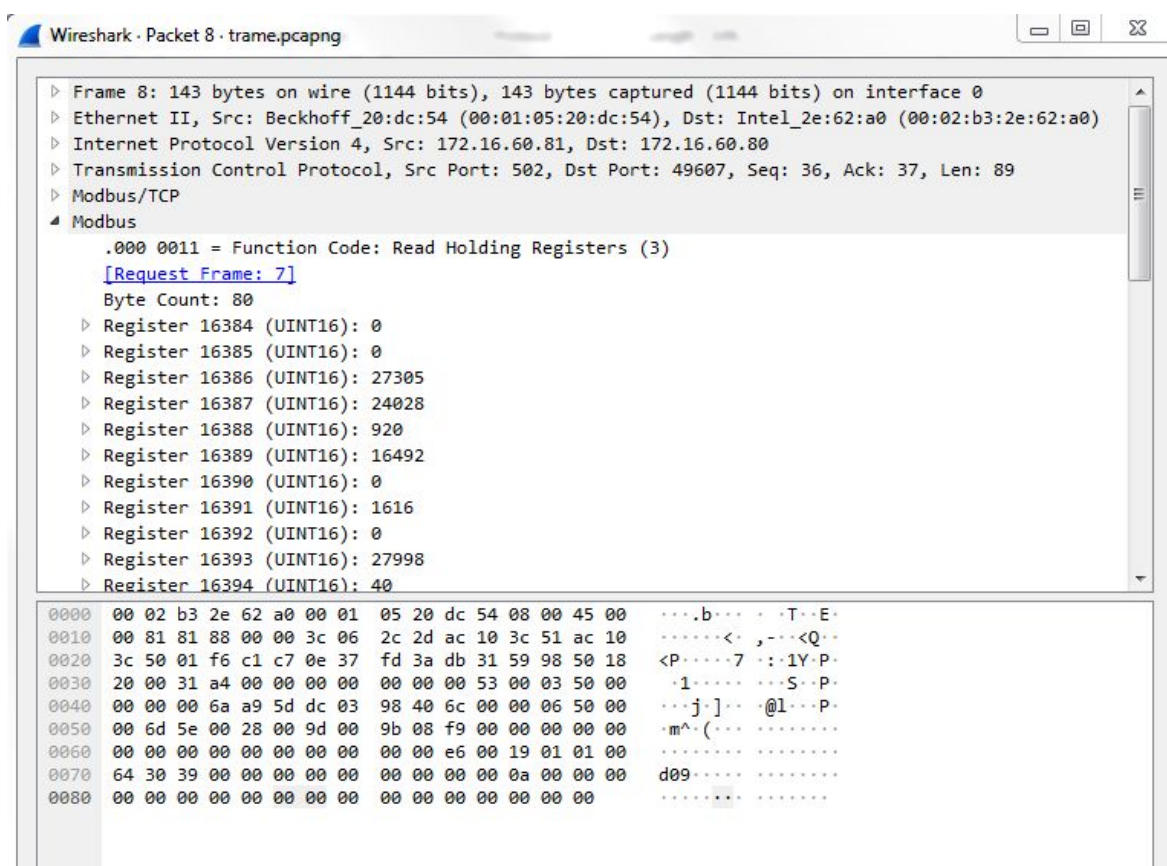 Wireshark · Packet 8 · trame.pcapng
Frame 8: 143 bytes on wire (1144 bits), 143 bytes captured (1144 bits) on interface 0
Ethernet II, Src: Beckhoff_20:dc:54 (00:01:05:20:dc:54), Dst: Intel_2e:62:a0 (00:02:b3:2e:62:a0)
Internet Protocol Version 4, Src: 172.16.60.81, Dst: 172.16.60.80
Transmission Control Protocol, Src Port: 502, Dst Port: 49607, Seq: 36, Ack: 37, Len: 89
Modbus/TCP
Modbus
.000 0011 = Function Code: Read Holding Registers (3)
[Request Frame: 7]
Byte Count: 80
Register 16384 (UINT16): 0
Register 16385 (UINT16): 0
Register 16386 (UINT16): 27305
Register 16387 (UINT16): 24028
Register 16388 (UINT16): 920
Register 16389 (UINT16): 16492
Register 16390 (UINT16): 0
Register 16391 (UINT16): 1616
Register 16392 (UINT16): 0
Register 16393 (UINT16): 27998
Register 16394 (UINT16): 40
0000 00 02 b3 2e 62 a0 00 01 05 20 dc 54 08 00 45 00 ····.b··· · ·T··E·
0010 00 81 81 88 00 00 3c 06 2c 2d ac 10 3c 51 ac 10 ······<· ,-··<Q··
0020 3c 50 01 f6 c1 c7 0e 37 fd 3a db 31 59 98 50 18 <P·····7 ·:·1Y·P·
0030 20 00 31 a4 00 00 00 00 00 00 00 53 00 03 50 00 ·1····· ···S··P·
0040 00 00 00 6a a9 5d dc 03 98 40 6c 00 00 06 50 00 ···j·]·· ·@l···P·
0050 00 6d 5e 00 28 00 9d 00 9b 08 f9 00 00 00 00 00 ·m^·(··· ········
0060 00 00 00 00 00 00 00 00 00 00 e6 00 19 01 01 00 ········ ········
0070 64 30 39 00 00 00 00 00 00 00 00 00 0a 00 00 00 d09····· ········
0080 00 00 00 00 00 00 00 00 00 00 00 00 00 00 00 ········ ·······